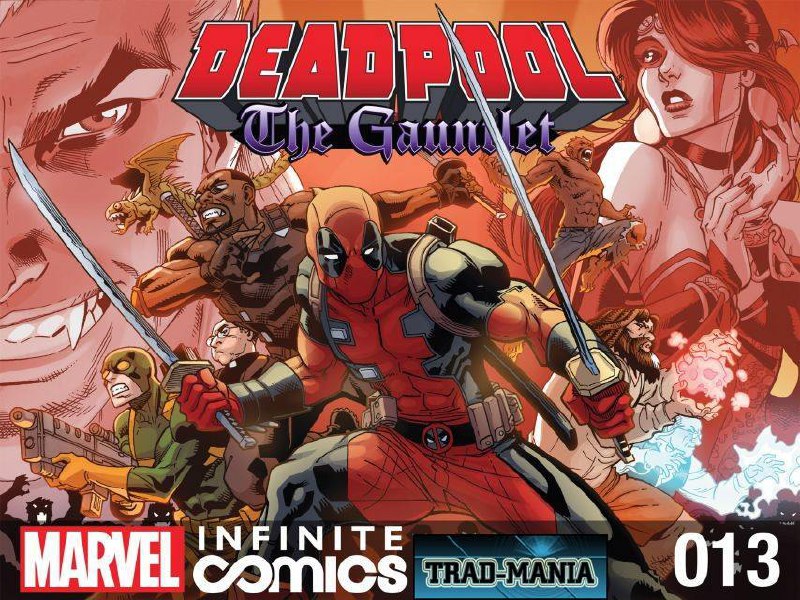 DEADPOOL
The Gauntlet
MARVEL
INFINITE
COMICS
TRAD-MANIA
013